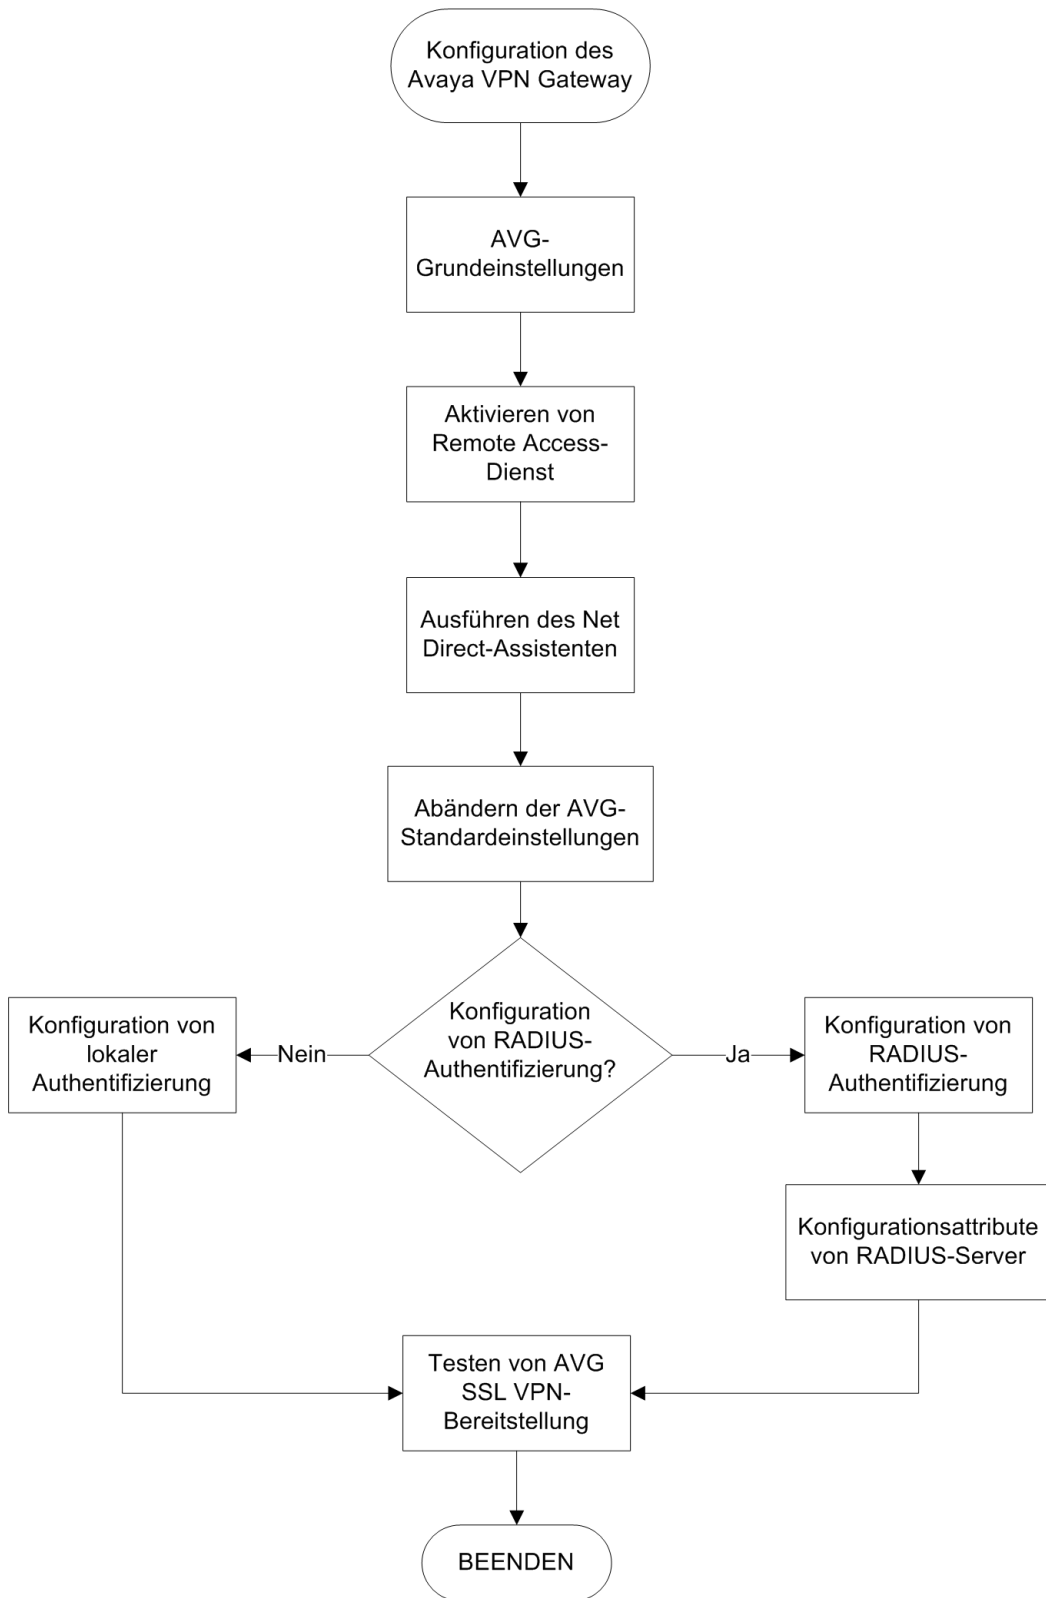 Konfiguration des
Avaya VPN Gateway
AVG-
Grundeinstellungen
Aktivieren von
Remote Access-
Dienst
Ausführen des Net
Direct-Assistenten
Abändern der AVG-
Standardeinstellungen
Konfiguration
von RADIUS-
Authentifizierung?
Nein
Ja
Konfiguration von
lokaler
Authentifizierung
Konfiguration von
RADIUS-
Authentifizierung
Konfigurationsattribute
von RADIUS-Server
Testen von AVG
SSL VPN-
Bereitstellung
BEENDEN